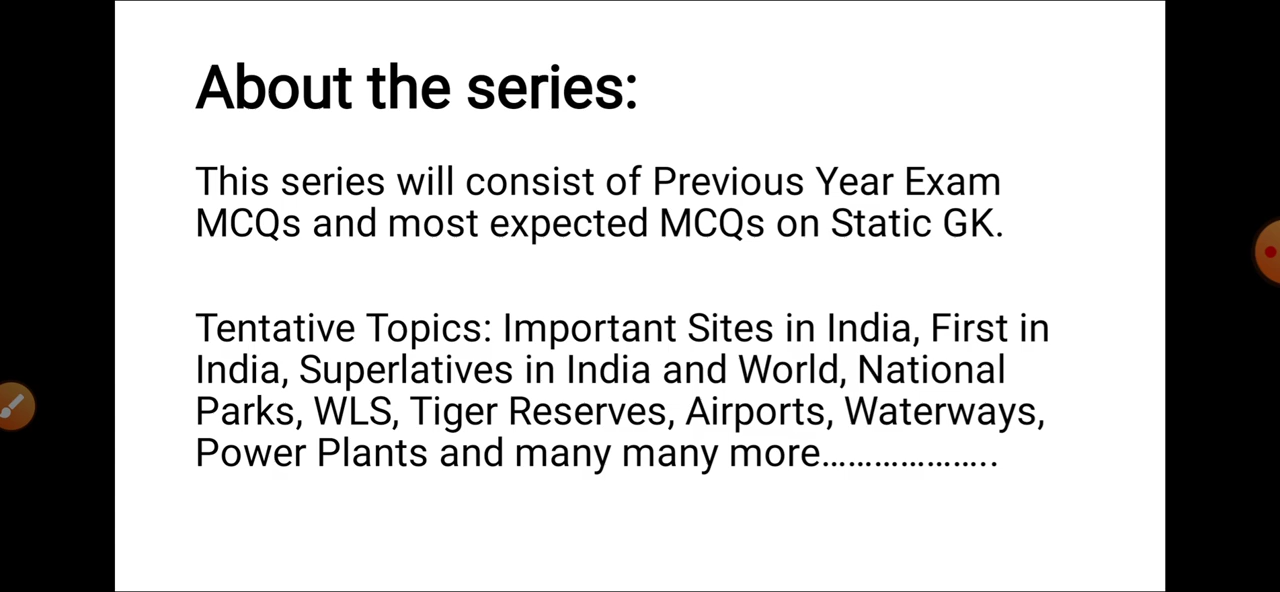 About the series:
This series will consist of Previous Year Exam
MCQs and most expected MCQs on Static GK.
Tentative Topics: Important Sites in India, First in
India, Superlatives in India and World, National
Parks, WLS, Tiger Reserves, Airports, Waterways,
Power Plants and many many more………………..